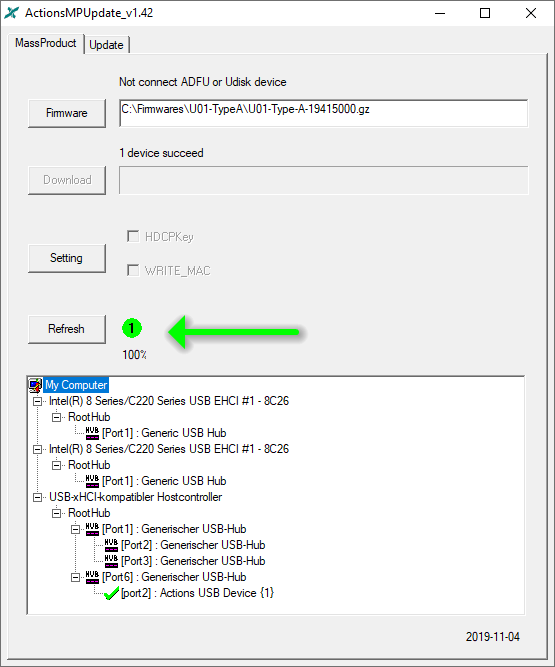 ActionsMPUpdate_v1.42
MassProduct
Update
Not connect ADFU or Udisk device
Firmware
C:\Firmwares\U01-TypeA\U01-Type-A-19415000.gz
1 device succeed
Download
HDCPKey
Setting
WRITE_MAC
Refresh
1
100%
My Computer
Intel(R) 8 Series/C220 Series USB EHCI #1 - 8C26
RootHub
HUB [Port1] : Generic USB Hub
Intel(R) 8 Series/C220 Series USB EHCI #1 - 8C26
RootHub
HUB [Port1] : Generic USB Hub
USB-xHCI-kompatibler Hostcontroller
RootHub
HUB [Port1] : Generischer USB-Hub
HUB [Port2] : Generischer USB-Hub
HUB [Port3] : Generischer USB-Hub
HUB [Port6] : Generischer USB-Hub
[port2] : Actions USB Device {1}
2019-11-04